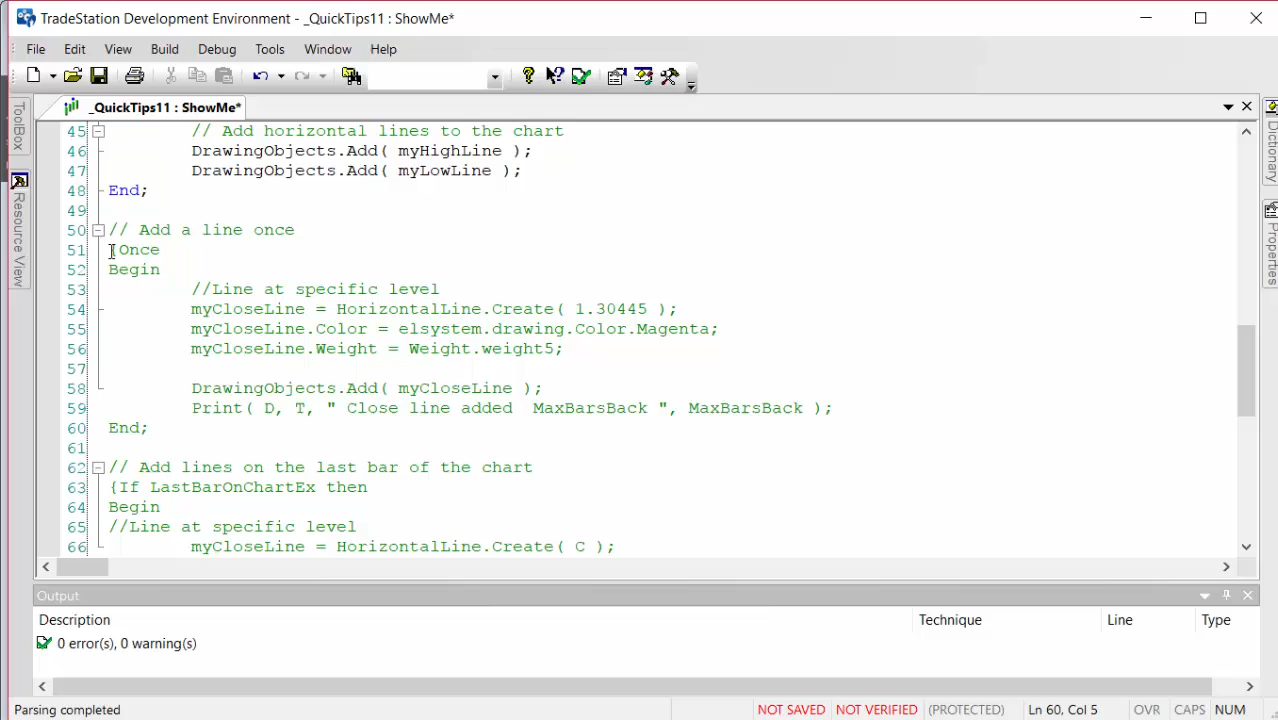 TradeStation Development Environment - _QuickTips11 : ShowMe*
File Edit View Build Debug Tools Window Help
_QuickTips11 : ShowMe*
ToolBox
Resource View
Dictionary
Properties
45 // Add horizontal lines to the chart
46 DrawingObjects.Add( myHighLine );
47 DrawingObjects.Add( myLowLine );
48 End;
49
50 // Add a line once
51 {Once
52 Begin
53 //Line at specific level
54 myCloseLine = HorizontalLine.Create( 1.30445 );
55 myCloseLine.Color = elsystem.drawing.Color.Magenta;
56 myCloseLine.Weight = Weight.weight5;
57
58 DrawingObjects.Add( myCloseLine );
59 Print( D, T, " Close line added  MaxBarsBack ", MaxBarsBack );
60 End;
61
62 // Add lines on the last bar of the chart
63 {If LastBarOnChartEx then
64 Begin
65 //Line at specific level
66 myCloseLine = HorizontalLine.Create( C );
Output
Description Technique Line Type
0 error(s), 0 warning(s)
Parsing completed NOT SAVED NOT VERIFIED (PROTECTED) Ln 60, Col 5 OVR CAPS NUM